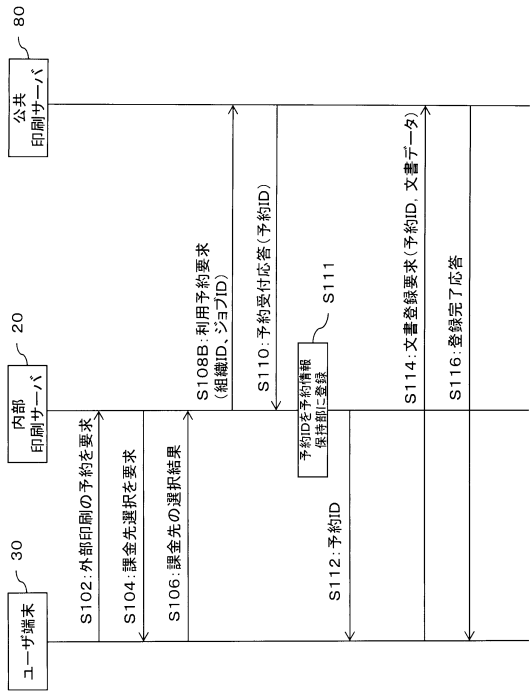 ユーザ端末
30
内部
印刷サーバ
20
公共
印刷サーバ
80
S102:外部印刷の予約を要求
S104:課金先選択を要求
S106:課金先の選択結果
S108B:利用予約要求
(組織ID、ジョブID)
S110:予約受付応答(予約ID)
予約IDを予約情報
保持部に登録
S111
S112:予約ID
S114:文書登録要求(予約ID, 文書データ)
S116:登録完了応答